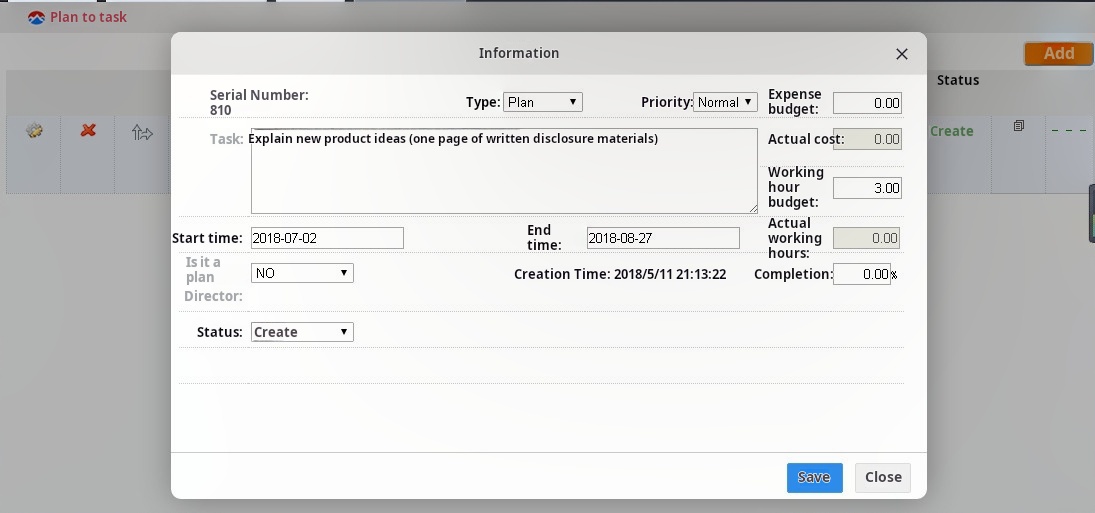 Plan to task
Information
Add
Status
Serial Number:
810
Type: Plan
Priority: Normal
Expense
budget: 0.00
Task: Explain new product ideas (one page of written disclosure materials)
Actual cost: 0.00
Create
Working
hour
budget: 3.00
Start time: 2018-07-02
End
time: 2018-08-27
Actual
working
hours: 0.00
Is it a
plan NO
Creation Time: 2018/5/11 21:13:22
Completion: 0.00%
Director:
Status: Create
Save
Close